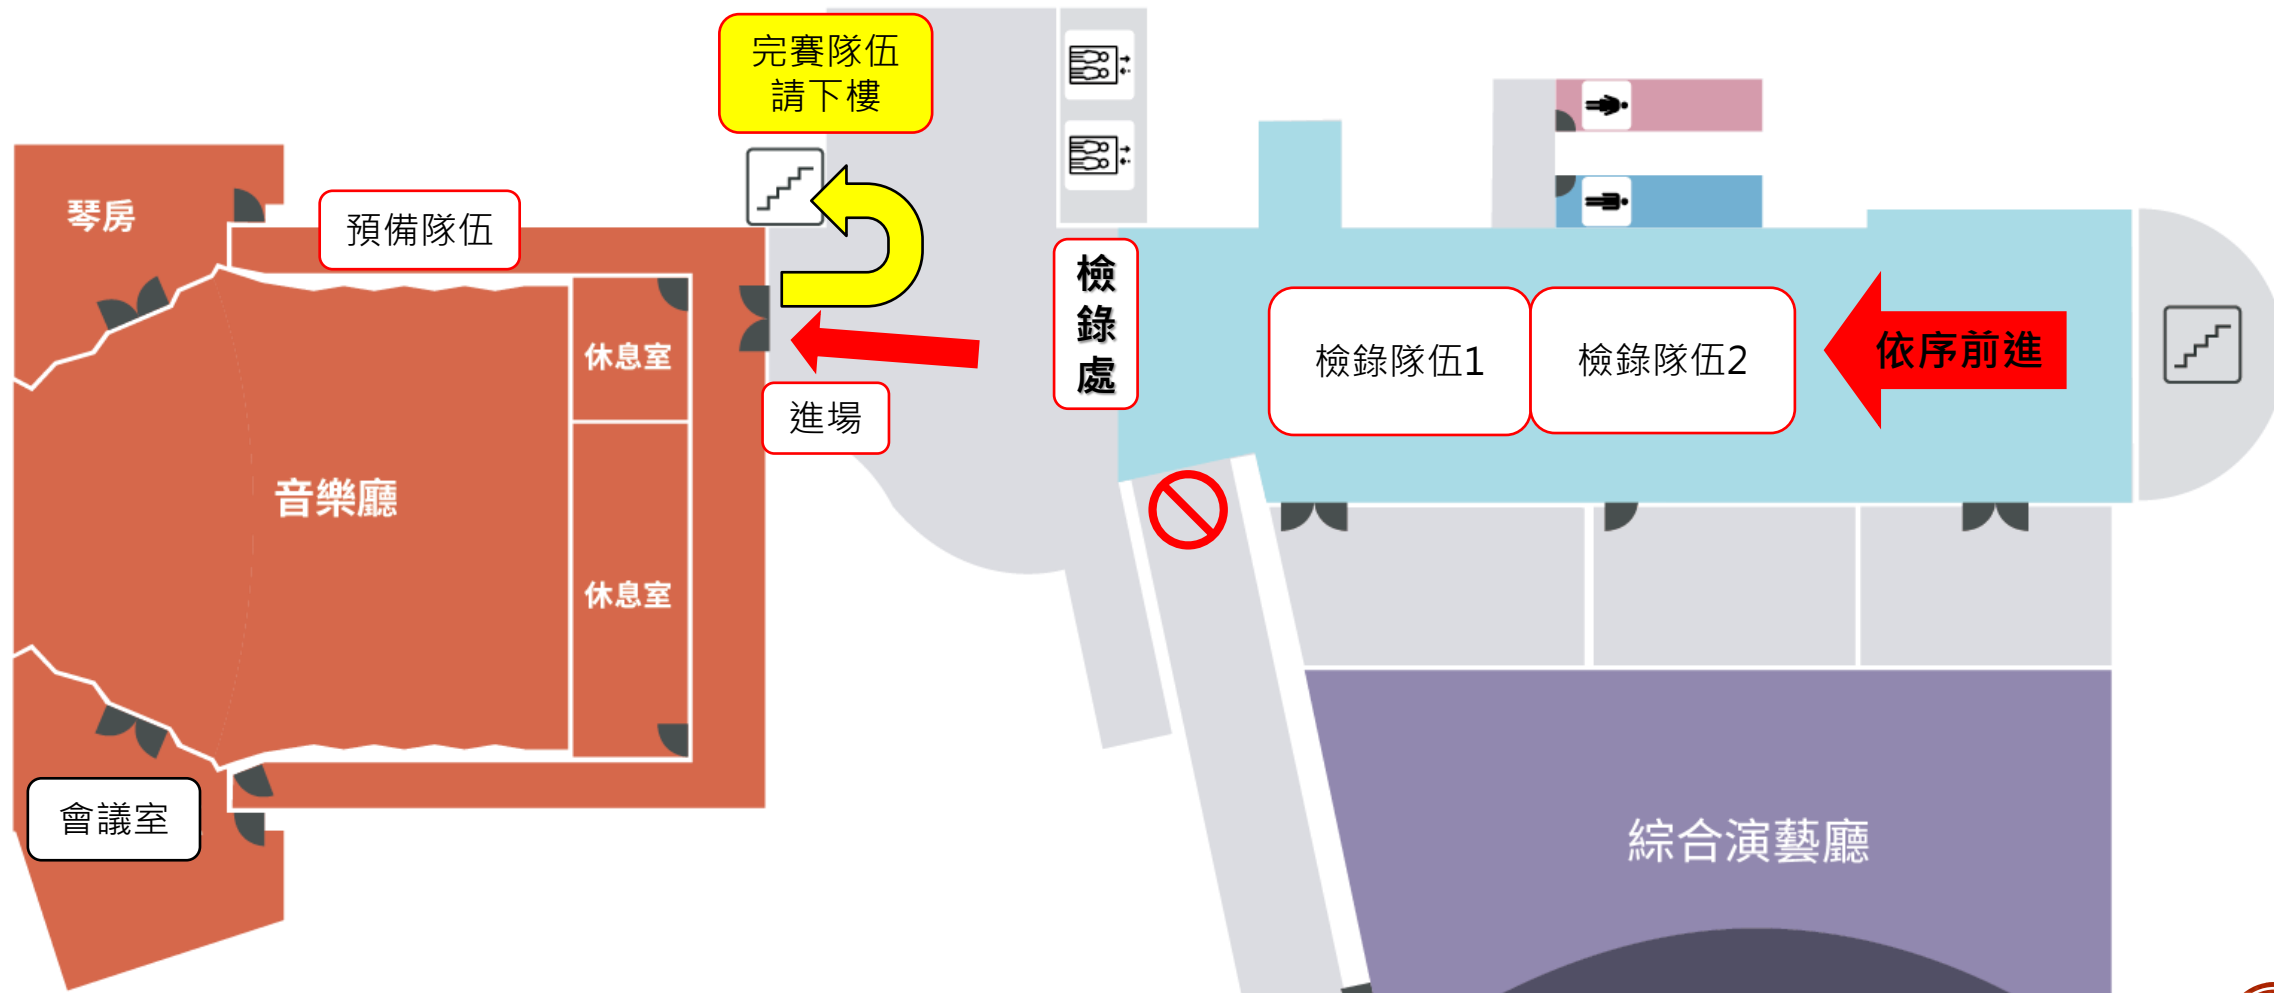 完賽隊伍
請下樓
琴房
預備隊伍
檢
錄
處
檢錄隊伍1
檢錄隊伍2
依序前進
休息室
進場
音樂廳
休息室
會議室
綜合演藝廳